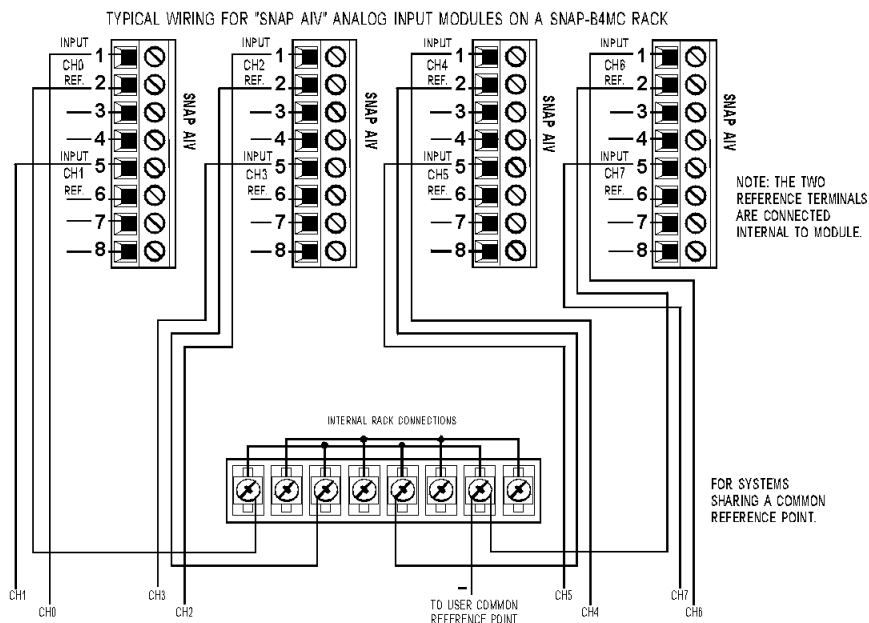 TYPICAL WIRING FOR "SNAP AIV" ANALOG INPUT MODULES ON A SNAP-B4MC RACK
INPUT 1
CH0
REF. 2
3
4
INPUT 5
CH1
REF. 6
7
8
SNAP AIV
INPUT 1
CH2
REF. 2
3
4
INPUT 5
CH3
REF. 6
7
8
SNAP AIV
INPUT 1
CH4
REF. 2
3
4
INPUT 5
CH5
REF. 6
7
8
SNAP AIV
INPUT 1
CH6
REF. 2
3
4
INPUT 5
CH7
REF. 6
7
8
SNAP AIV
NOTE: THE TWO
REFERENCE TERMINALS
ARE CONNECTED
INTERNAL TO MODULE.
INTERNAL RACK CONNECTIONS
FOR SYSTEMS
SHARING A COMMON
REFERENCE POINT.
CH1
CH0
CH3
CH2
TO USER COMMON
REFERENCE POINT
CH5
CH4
CH7
CH6